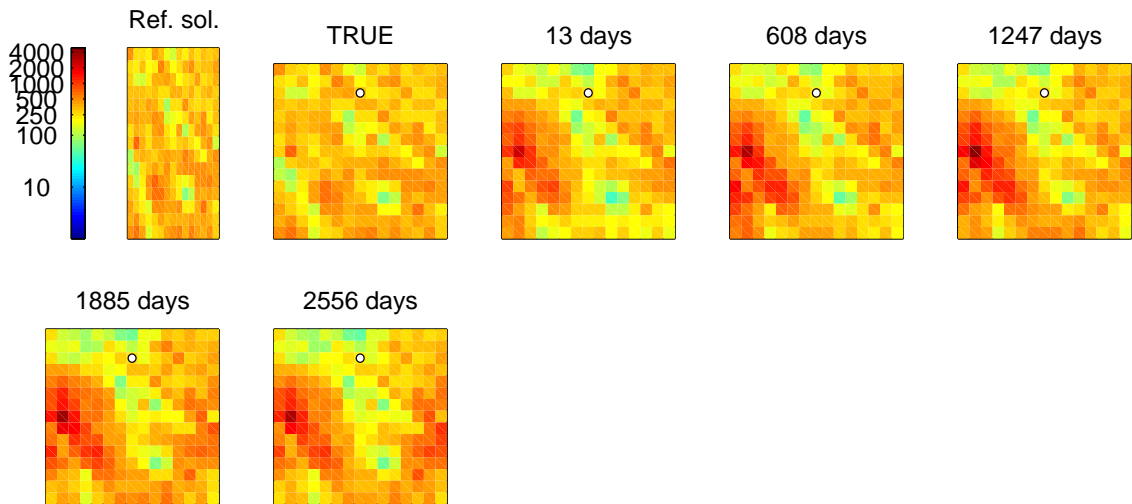 Ref. sol.
TRUE
13 days
608 days
1247 days
4000
2000
1000
500
250
100
10
1885 days
2556 days